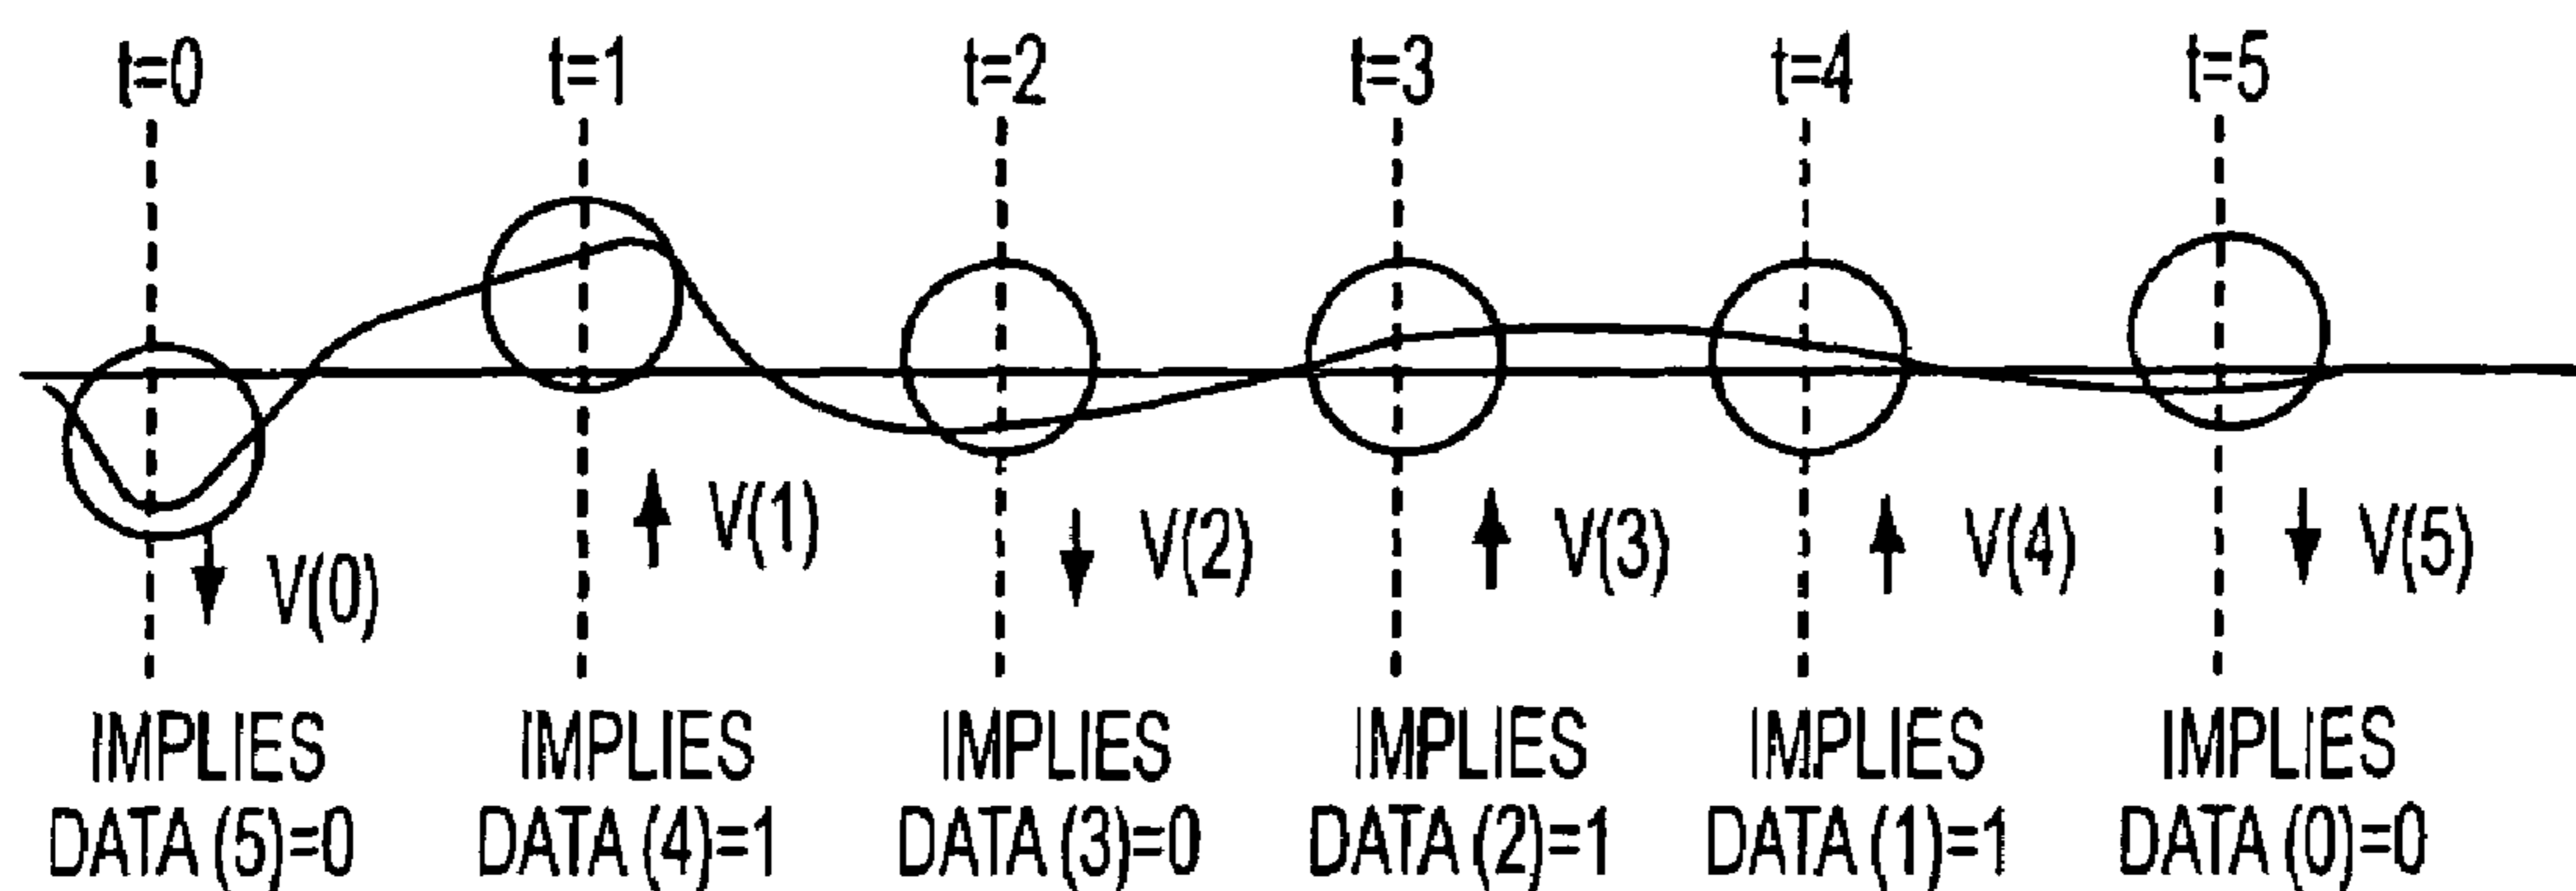 t=0 t=1 t=2 t=3 t=4 t=5
V(0) V(1) V(2) V(3) V(4) V(5)
IMPLIES IMPLIES IMPLIES IMPLIES IMPLIES IMPLIES
DATA (5)=0 DATA (4)=1 DATA (3)=0 DATA (2)=1 DATA (1)=1 DATA (0)=0